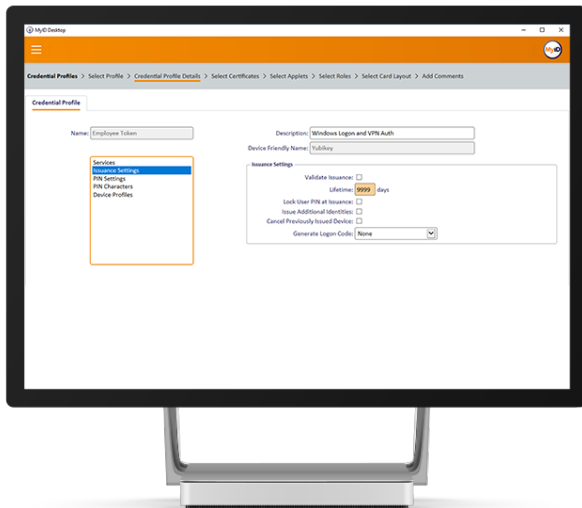 MyID Desktop
MyID
Credential Profiles > Select Profile > Credential Profile Details > Select Certificates > Select Applets > Select Roles > Select Card Layout > Add Comments
Credential Profile
Name: Employee Token
Description: Windows Logon and VPN Auth
Device Friendly Name: Yubikey
Services
Issuance Settings
PIN Settings
PIN Characters
Device Profiles
Issuance Settings
Validate Issuance:
Lifetime: 9999 days
Lock User PIN at Issuance:
Issue Additional Identities:
Cancel Previously Issued Device:
Generate Logon Code: None